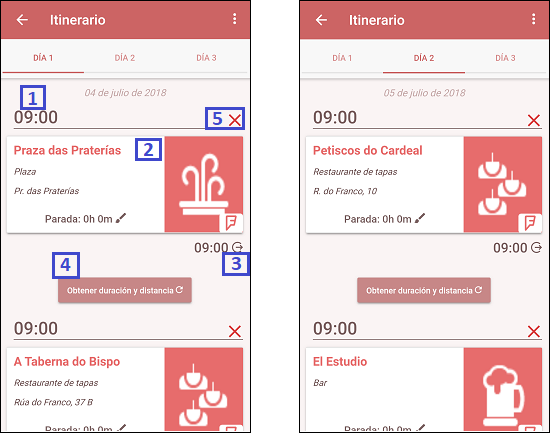 Itinerario
DÍA 1 DÍA 2 DÍA 3
04 de julio de 2018
1
09:00
5
Praza das Praterías
2
Plaza
Pr. das Praterías
Parada: 0h 0m
09:00
3
4
Obtener duración y distancia
09:00
A Taberna do Bispo
Restaurante de tapas
Rúa do Franco, 37 B
Parada: 0h 0m
Itinerario
DÍA 1 DÍA 2 DÍA 3
05 de julio de 2018
09:00
Petiscos do Cardeal
Restaurante de tapas
R. do Franco, 10
Parada: 0h 0m
09:00
Obtener duración y distancia
09:00
El Estudio
Bar
Parada: 0h 0m